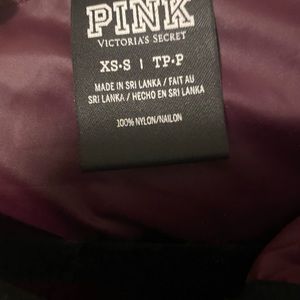 PINK
VICTORIA'S SECRET
XS•S | TP•P
MADE IN SRI LANKA / FAIT AU
SRI LANKA / HECHO EN SRI LANKA
100% NYLON/NAILON